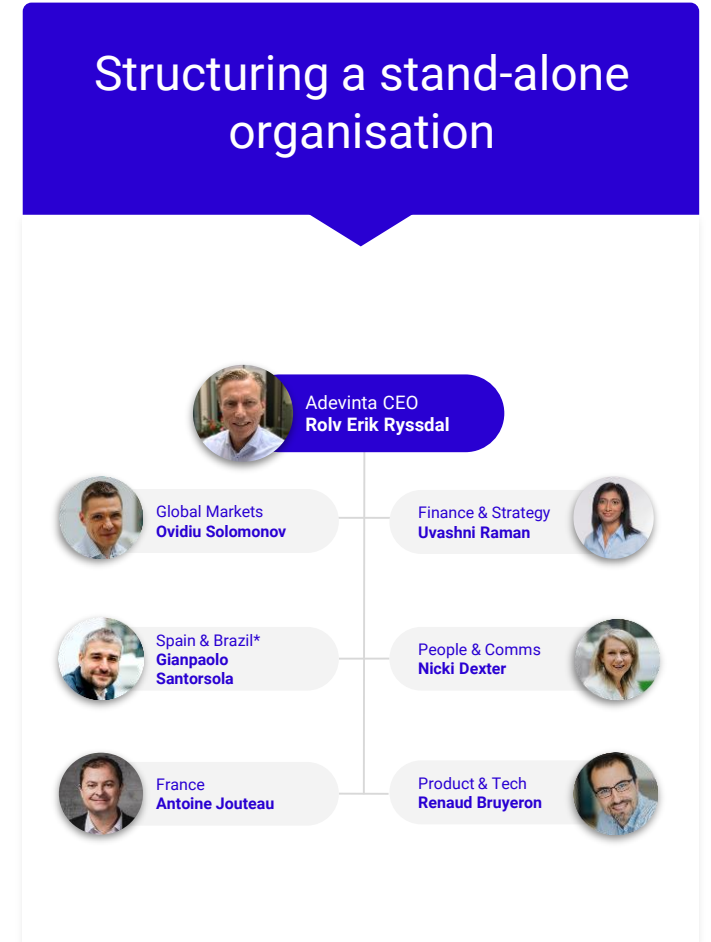 Structuring a stand-alone
organisation
Adevinta CEO
Rolv Erik Ryssdal
Global Markets
Ovidiu Solomonov
Finance & Strategy
Uvashni Raman
Spain & Brazil*
Gianpaolo
Santorsola
People & Comms
Nicki Dexter
France
Antoine Jouteau
Product & Tech
Renaud Bruyeron